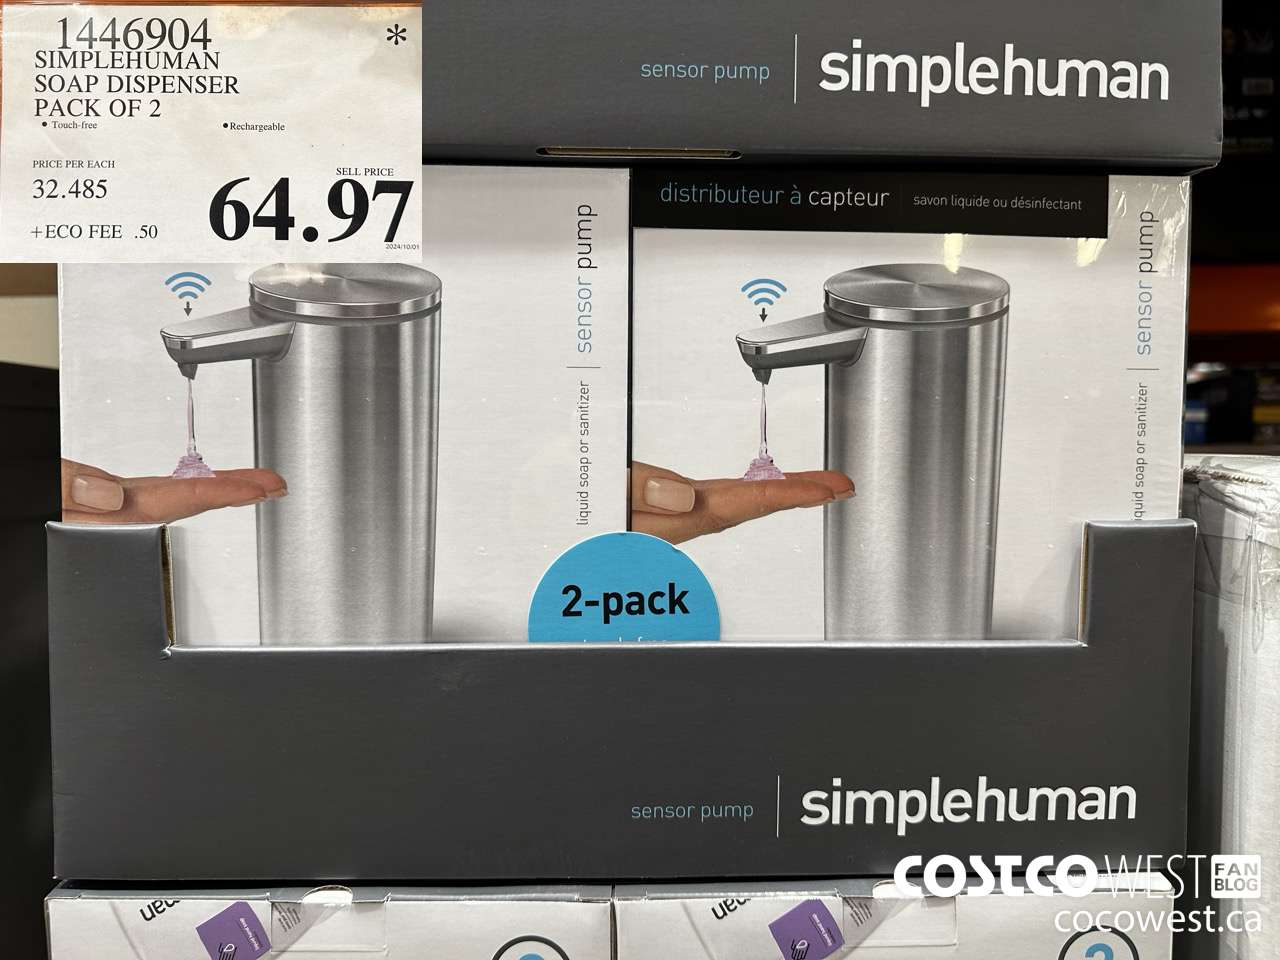 1446904 *
SIMPLEHUMAN
SOAP DISPENSER
PACK OF 2
• Touch-free • Rechargeable
PRICE PER EACH
32.485
SELL PRICE
64.97
+ECO FEE .50
2024/10/01
sensor pump | simplehuman
distributeur à capteur | savon liquide ou désinfectant
liquid soap or sanitizer | sensor pump
liquid soap or sanitizer | sensor pump
2-pack
sensor pump | simplehuman
COSTCO WEST FAN BLOG
cocowest.ca